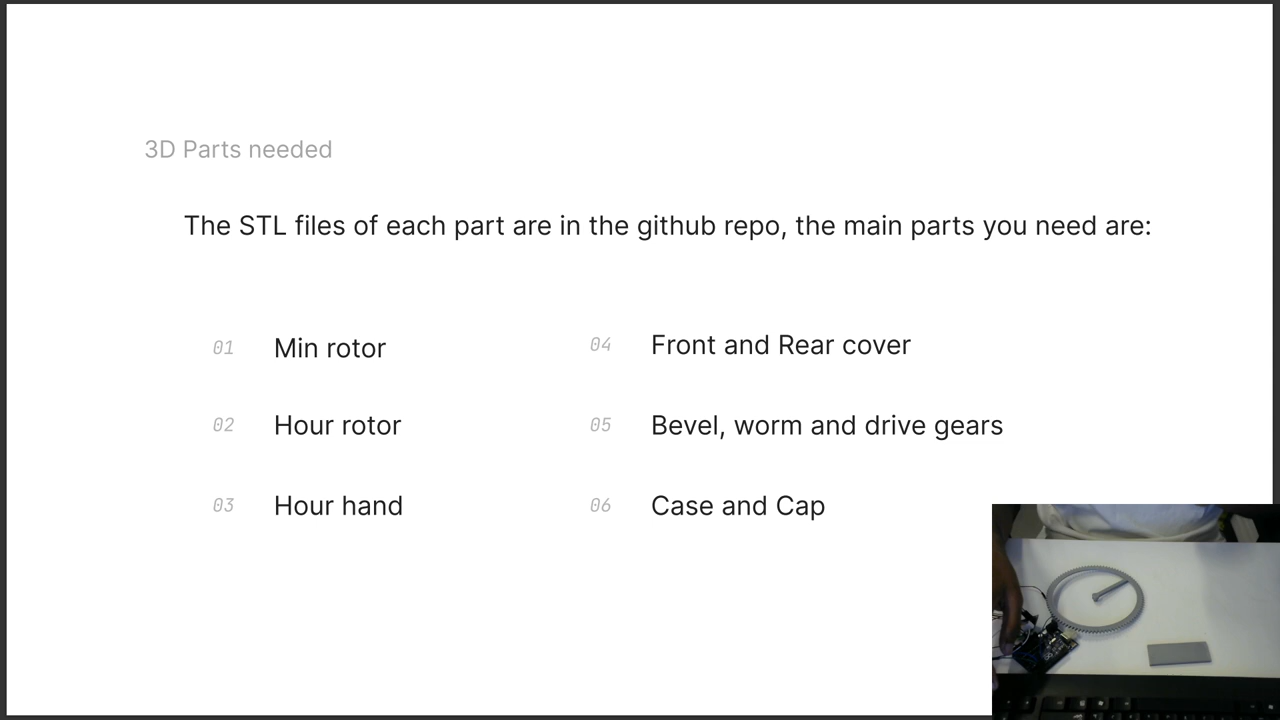 3D Parts needed
The STL files of each part are in the github repo, the main parts you need are:
01 Min rotor
02 Hour rotor
03 Hour hand
04 Front and Rear cover
05 Bevel, worm and drive gears
06 Case and Cap